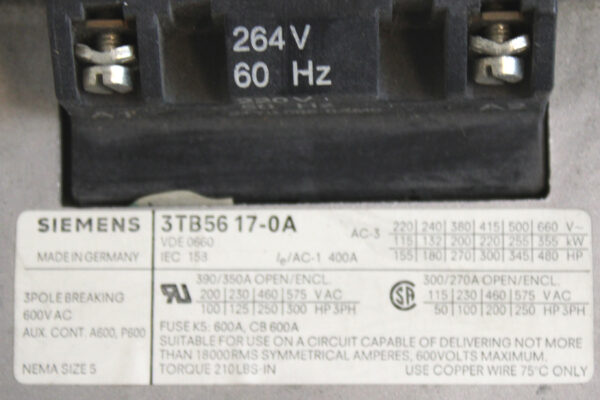 264V
60 Hz
220V
A1 A2
SIEMENS 3TB56 17-0A
VDE 0660
MADE IN GERMANY IEC 158 Ie/AC-1 400A
AC-3 220 240 380 415 500 660 V~
115 132 200 220 255 355 kW
155 180 270 300 345 480 HP
3POLE BREAKING
600V AC
AUX. CONT. A600, P600
NEMA SIZE 5
390/350A OPEN/ENCL.
200 230 460 575 VAC
100 125 250 300 HP 3PH
300/270A OPEN/ENCL.
115 230 460 575 VAC
50 100 200 250 HP 3PH
FUSE K5: 600A, CB 600A
SUITABLE FOR USE ON A CIRCUIT CAPABLE OF DELIVERING NOT MORE
THAN 18000RMS SYMMETRICAL AMPERES, 600VOLTS MAXIMUM.
TORQUE 210LBS-IN USE COPPER WIRE 75°C ONLY